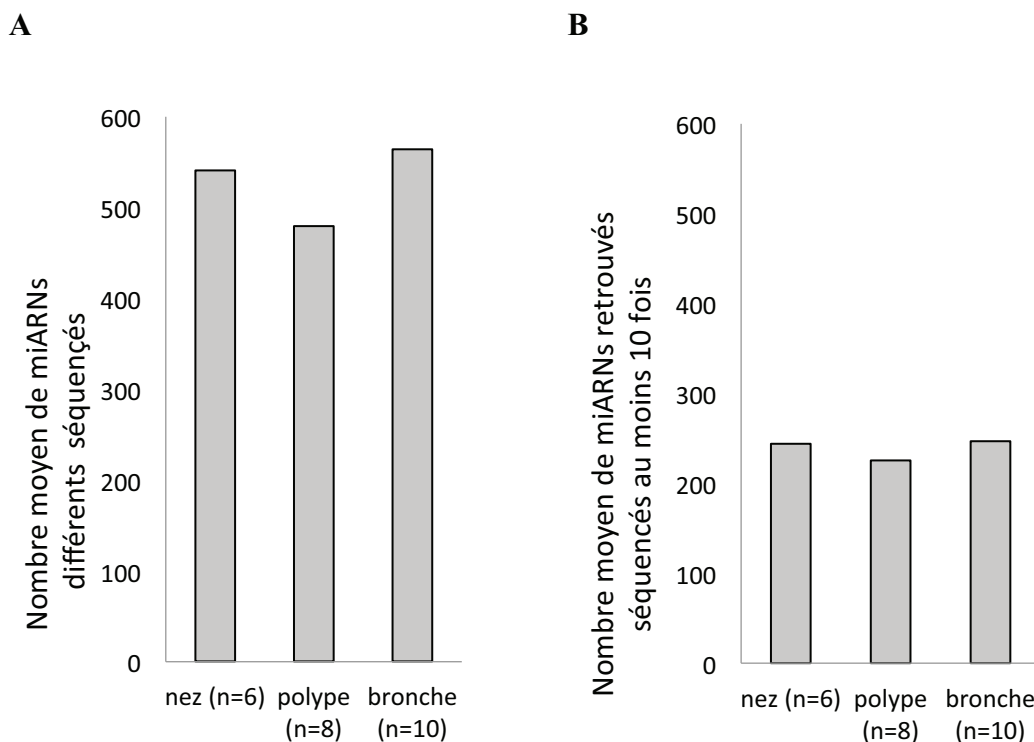 A
B
Nombre moyen de miARNs
différents séquençés
600
500
400
300
200
100
0
nez (n=6)
polype
(n=8)
bronche
(n=10)
Nombre moyen de miARNs retrouvés
séquencés au moins 10 fois
600
500
400
300
200
100
0
nez (n=6)
polype
(n=8)
bronche
(n=10)